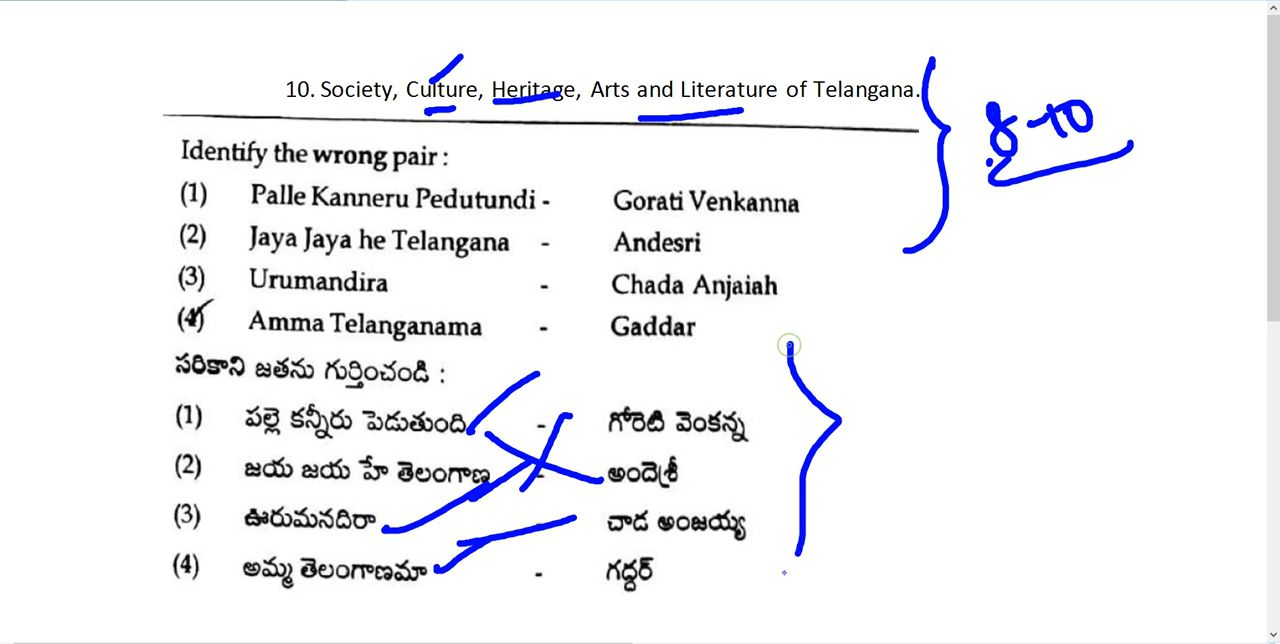 10. Society, Culture, Heritage, Arts and Literature of Telangana.
8-10
Identify the wrong pair :
(1) Palle Kanneru Pedutundi - Gorati Venkanna
(2) Jaya Jaya he Telangana - Andesri
(3) Urumandira - Chada Anjaiah
(4) Amma Telanganama - Gaddar
సరికాని జతను గుర్తించండి :
(1) పల్లె కన్నీరు పెడుతుంది - గోరెటి వెంకన్న
(2) జయ జయ హే తెలంగాణ - అందెశ్రీ
(3) ఊరుమనదిరా - చాడ అంజయ్య
(4) అమ్మ తెలంగాణమా - గద్దర్